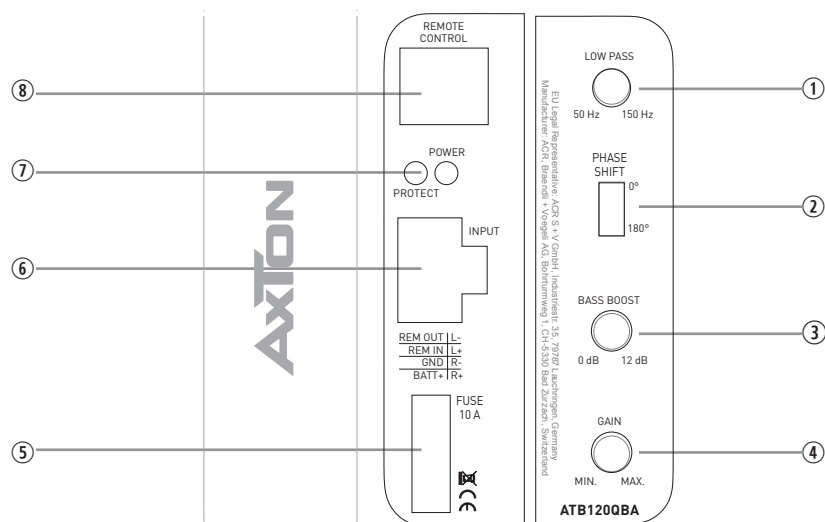 REMOTE
CONTROL
⑧
POWER
⑦
PROTECT
INPUT
⑥
REM OUT L-
REM IN L+
GND R-
BATT+ R+
FUSE
10 A
⑤
AXTON
CE
EU Legal Representative: ACR S + V GmbH, Industriestr. 35, 79787 Lauchringen, Germany
Manufacturer: ACR, Braendli + Voegeli AG, Bohrturmweg 1, CH-5330 Bad Zurzach, Switzerland
LOW PASS
①
50 Hz 150 Hz
PHASE
SHIFT
0°
②
180°
BASS BOOST
③
0 dB 12 dB
GAIN
④
MIN. MAX.
ATB120QBA